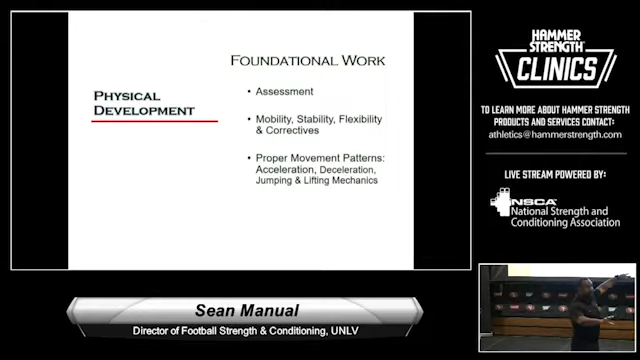 FOUNDATIONAL WORK
PHYSICAL
DEVELOPMENT
• Assessment
• Mobility, Stability, Flexibility
& Correctives
• Proper Movement Patterns:
Acceleration, Deceleration,
Jumping & Lifting Mechanics
HAMMER
STRENGTH
CLINICS
TO LEARN MORE ABOUT HAMMER STRENGTH
PRODUCTS AND SERVICES CONTACT:
athletics@hammerstrength.com
LIVE STREAM POWERED BY:
NSCA
National Strength and
Conditioning Association
Sean Manual
Director of Football Strength & Conditioning, UNLV